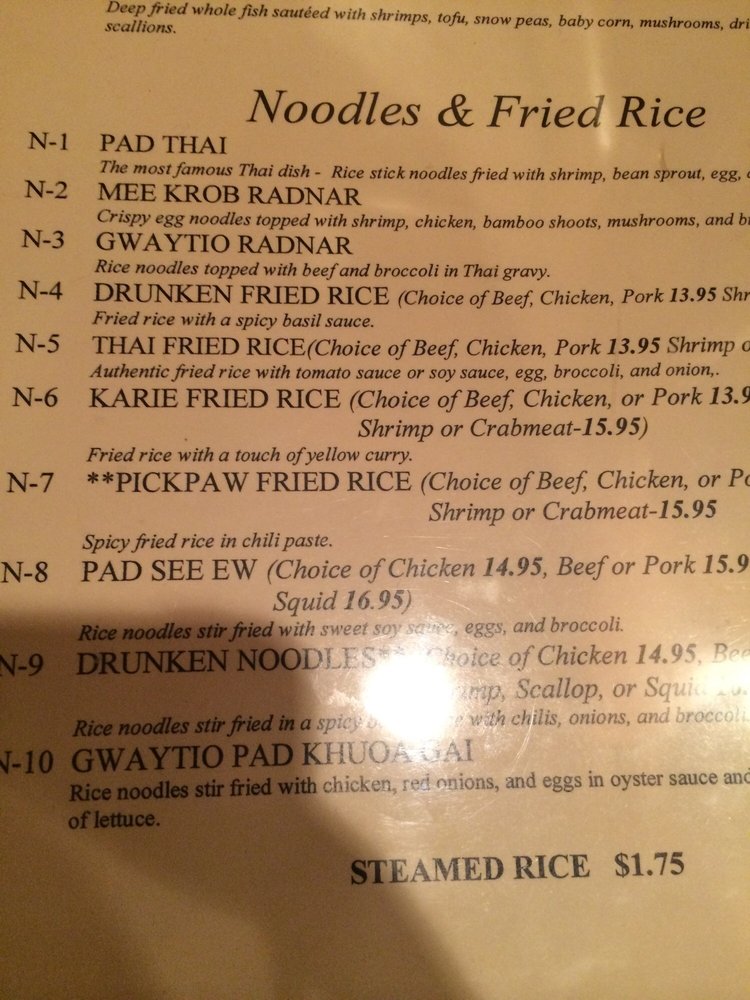 Deep fried whole fish sautéed with shrimps, tofu, snow peas, baby corn, mushrooms,
scallions.
Noodles & Fried Rice
N-1 PAD THAI
The most famous Thai dish - Rice stick noodles fried with shrimp, bean sprout, egg,
N-2 MEE KROB RADNAR
Crispy egg noodles topped with shrimp, chicken, bamboo shoots, mushrooms, and
N-3 GWAYTIO RADNAR
Rice noodles topped with beef and broccoli in Thai gravy.
N-4 DRUNKEN FRIED RICE (Choice of Beef, Chicken, Pork 13.95
Fried rice with a spicy basil sauce.
N-5 THAI FRIED RICE(Choice of Beef, Chicken, Pork 13.95 Shrimp
Authentic fried rice with tomato sauce or soy sauce, egg, broccoli, and onion,.
N-6 KARIE FRIED RICE (Choice of Beef, Chicken, or Pork
Shrimp or Crabmeat-15.95)
Fried rice with a touch of yellow curry.
N-7 **PICKPAW FRIED RICE (Choice of Beef, Chicken, or
Shrimp or Crabmeat-15.95
Spicy fried rice in chili paste.
N-8 PAD SEE EW (Choice of Chicken 14.95, Beef or Pork
Squid 16.95)
Rice noodles stir fried with sweet soy sauce, eggs, and broccoli.
N-9 DRUNKEN NOODLES** (Choice of Chicken 14.95,
Scallop, or Squid
Rice noodles stir fried in a spicy with chilis, onions, and broccoli.
N-10 GWAYTIO PAD KHUOA GAI
Rice noodles stir fried with chicken, red onions, and eggs in oyster sauce and
of lettuce.
STEAMED RICE $1.75